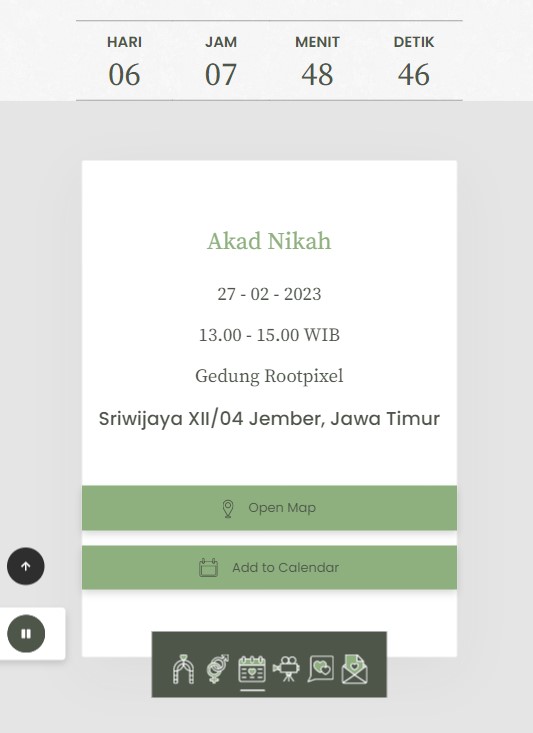 HARI JAM MENIT DETIK
06 07 48 46
Akad Nikah
27 - 02 - 2023
13.00 - 15.00 WIB
Gedung Rootpixel
Sriwijaya XII/04 Jember, Jawa Timur
Open Map
Add to Calendar